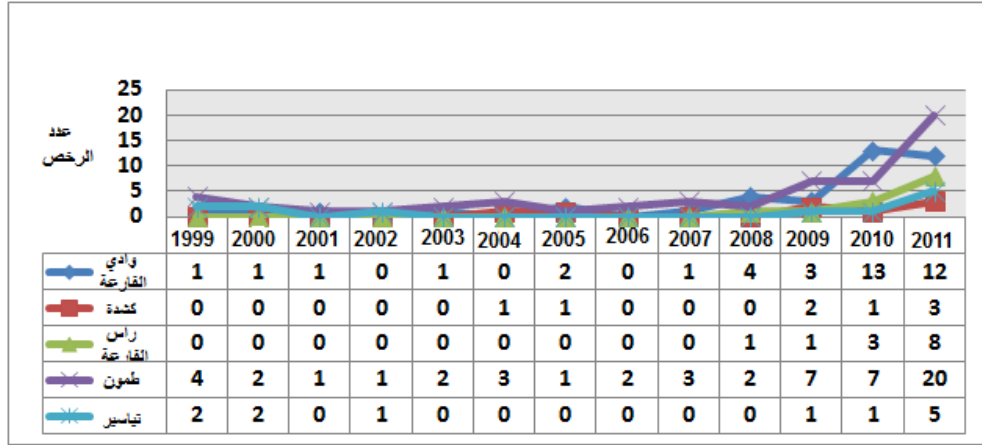 25
20
عدد
15
الرخص
10
5
0
1999 2000 2001 2002 2003 2004 2005 2006 2007 2008 2009 2010 2011
وادي
الفارعة 1 1 1 0 1 0 2 0 1 4 3 13 12
كشدة 0 0 0 0 0 1 1 0 0 0 2 1 3
راس
الفارعة 0 0 0 0 0 0 0 0 0 1 1 3 8
طمون 4 2 1 1 2 3 1 2 3 2 7 7 20
تياسير 2 2 0 1 0 0 0 0 0 0 1 1 5